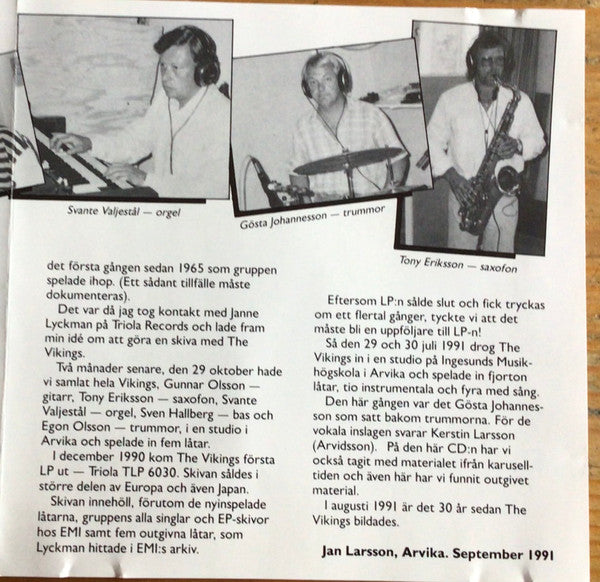 Svante Valjestål — orgel
Gösta Johannesson — trummor
Tony Eriksson — saxofon
det första gången sedan 1965 som gruppen
spelade ihop. (Ett sådant tillfälle måste
dokumenteras).
Det var då jag tog kontakt med Janne
Lyckman på Triola Records och lade fram
min idé om att göra en skiva med The
Vikings.
Två månader senare, den 29 oktober hade
vi samlat hela Vikings, Gunnar Olsson —
gitarr, Tony Eriksson — saxofon, Svante
Valjestål — orgel, Sven Hallberg — bas och
Egon Olsson — trummor, i en studio i
Arvika och spelade in fem låtar.
I december 1990 kom The Vikings första
LP ut — Triola TLP 6030. Skivan såldes i
större delen av Europa och även Japan.
Skivan innehöll, förutom de nyinspelade
låtarna, gruppens alla singlar och EP-skivor
hos EMI samt fem outgivna låtar, som
Lyckman hittade i EMI:s arkiv.
Eftersom LP:n sålde slut och fick tryckas
om ett flertal gånger, tyckte vi att det
måste bli en uppföljare till LP-n!
Så den 29 och 30 juli 1991 drog The
Vikings in i en studio på Ingesunds Musik-
högskola i Arvika och spelade in fjorton
låtar, tio instrumentala och fyra med sång.
Den här gången var det Gösta Johannes-
son som satt bakom trummorna. För de
vokala inslagen svarar Kerstin Larsson
(Arvidsson). På den här CD:n har vi
också tagit med materialet ifrån karusell-
tiden och även här har vi funnit outgivet
material.
I augusti 1991 är det 30 år sedan The
Vikings bildades.
Jan Larsson, Arvika. September 1991